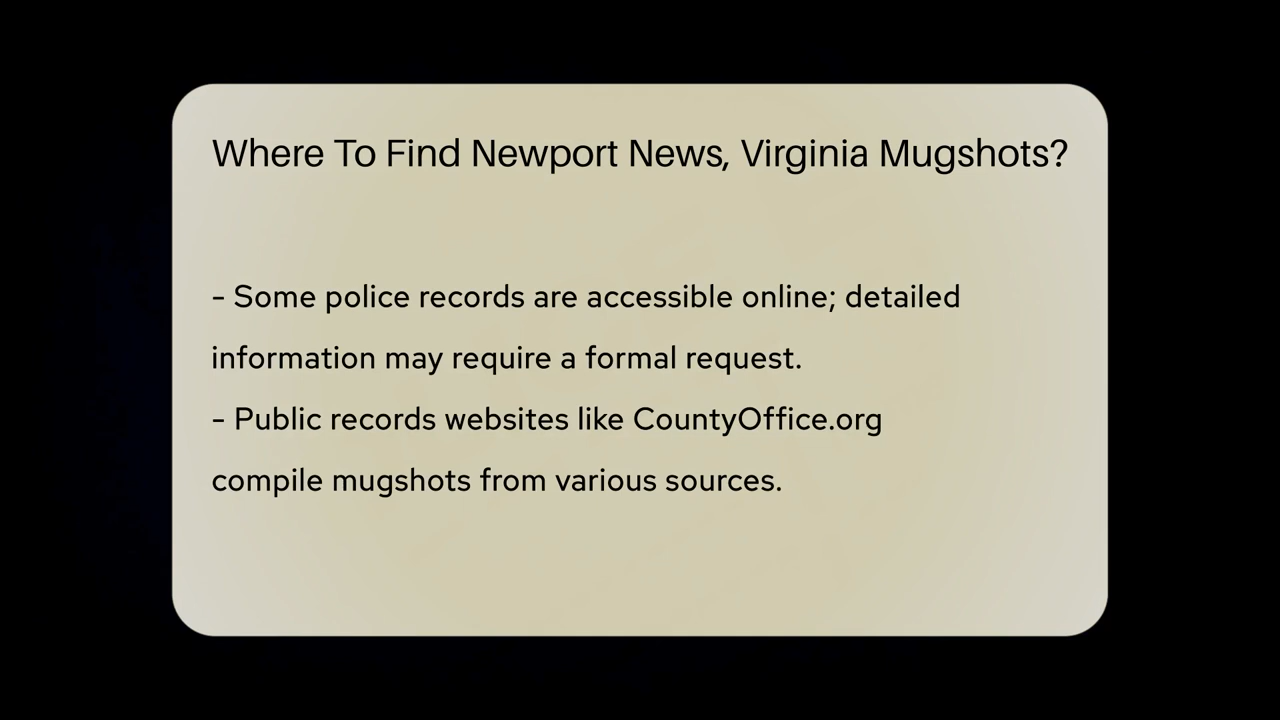 Where To Find Newport News, Virginia Mugshots?
– Some police records are accessible online; detailed
information may require a formal request.
– Public records websites like CountyOffice.org
compile mugshots from various sources.